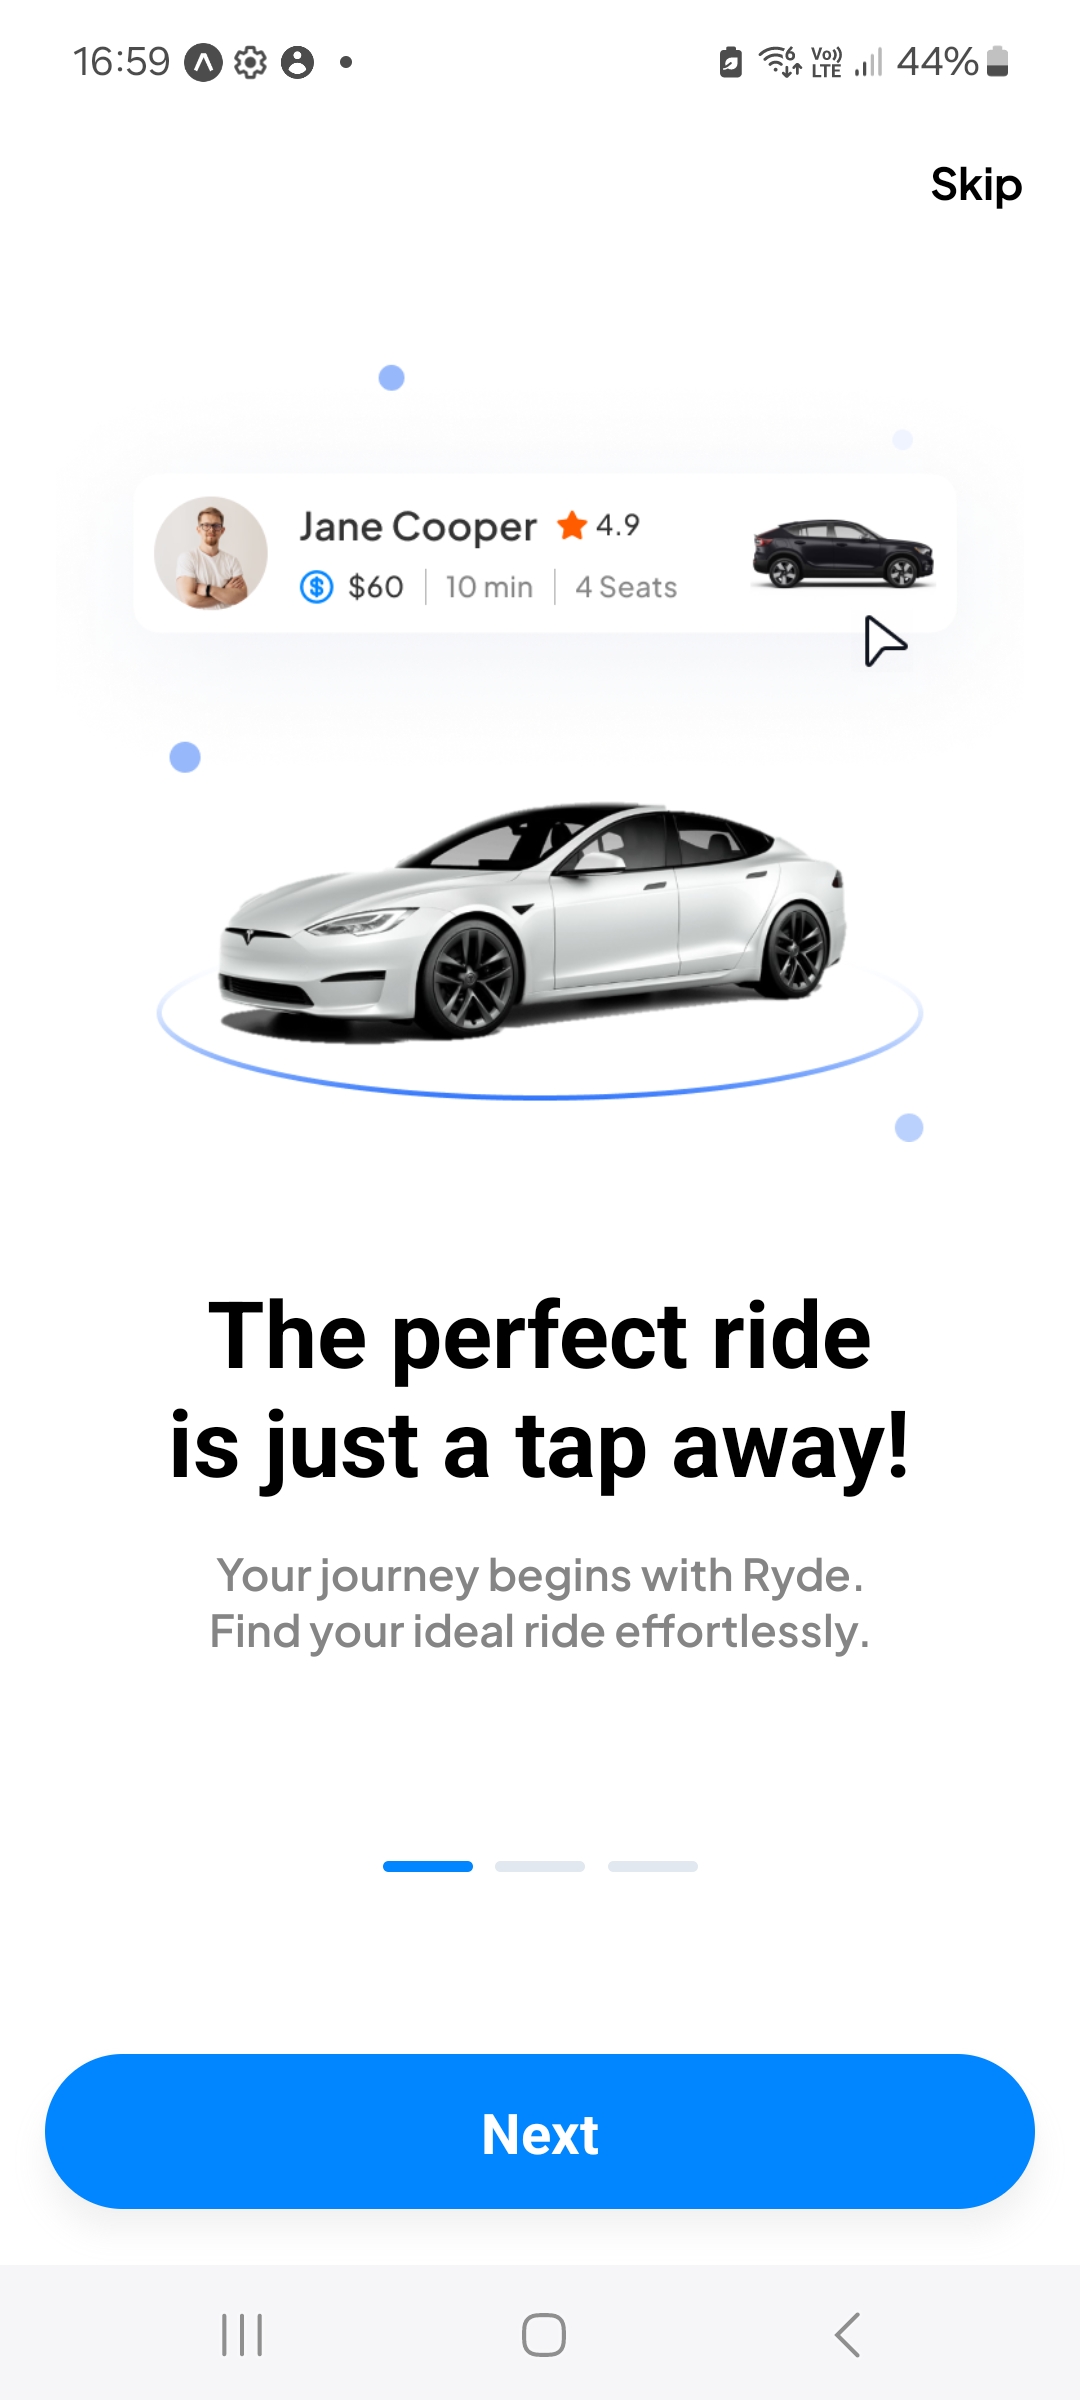 16:59
6 Vo)) LTE 44%
Skip
Jane Cooper 4.9
$60 | 10 min | 4 Seats
The perfect ride
is just a tap away!
Your journey begins with Ryde.
Find your ideal ride effortlessly.
Next